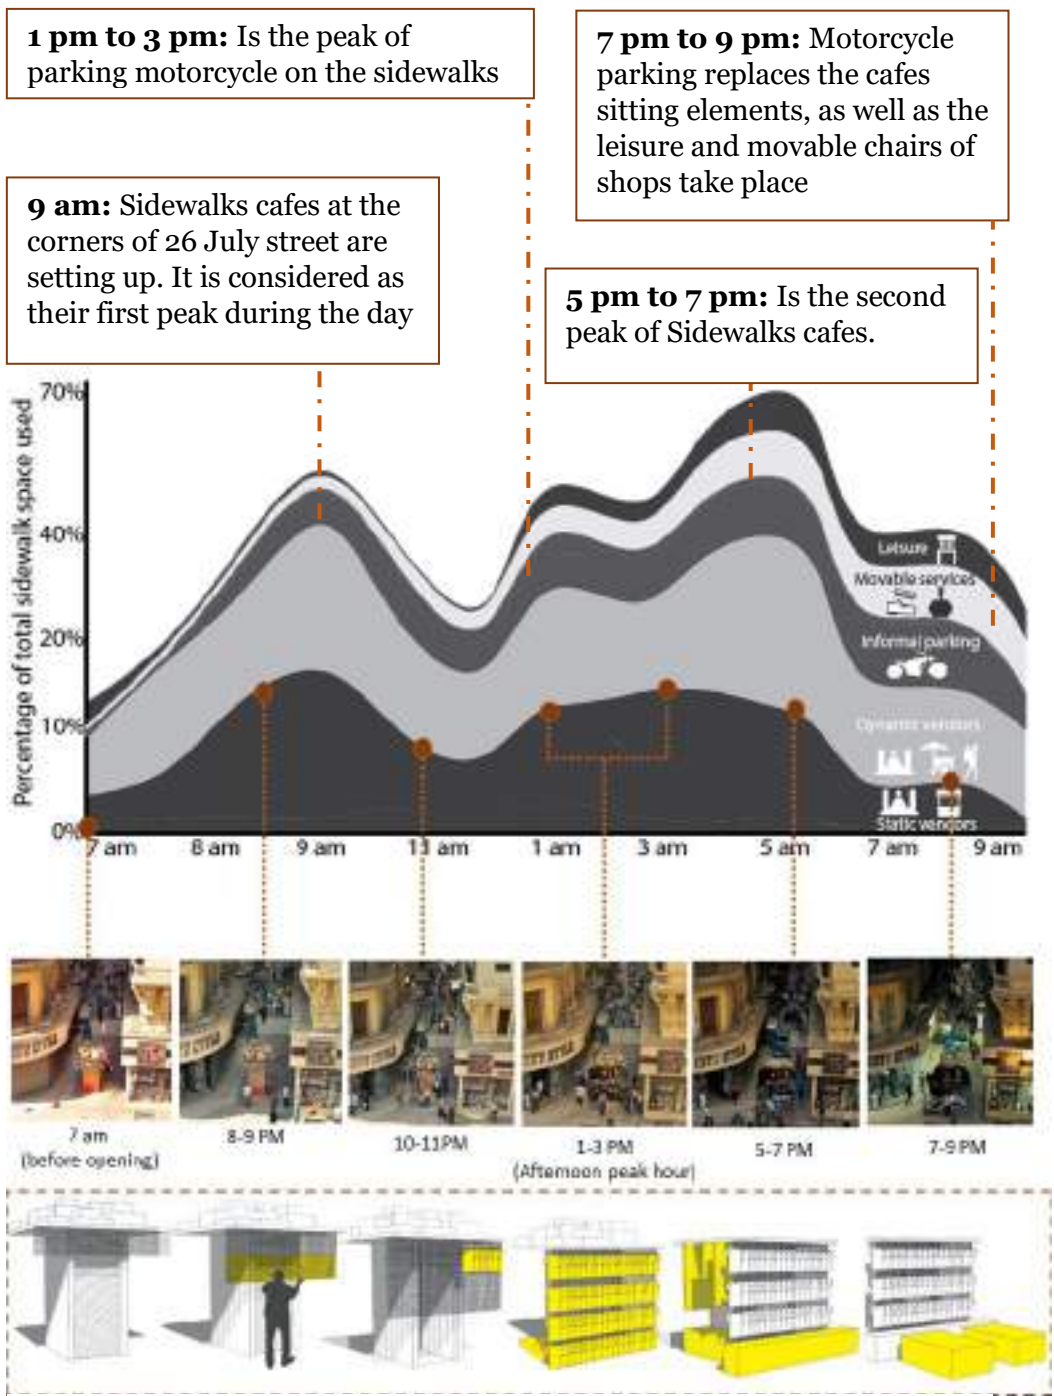 1 pm to 3 pm: Is the peak of
parking motorcycle on the sidewalks
7 pm to 9 pm: Motorcycle
parking replaces the cafes
sitting elements, as well as the
leisure and movable chairs of
shops take place
9 am: Sidewalks cafes at the
corners of 26 July street are
setting up. It is considered as
their first peak during the day
5 pm to 7 pm: Is the second
peak of Sidewalks cafes.
Percentage of total sidewalk space used
70%
40%
20%
10%
0%
Leisure
Movable services
Informal parking
Dynamic vendors
Static vendors
7 am 8 am 9 am 11 am 1 am 3 am 5 am 7 am 9 am
7 am
(before opening)
8-9 PM
10-11PM
1-3 PM
(Afternoon peak hour)
5-7 PM
7-9 PM